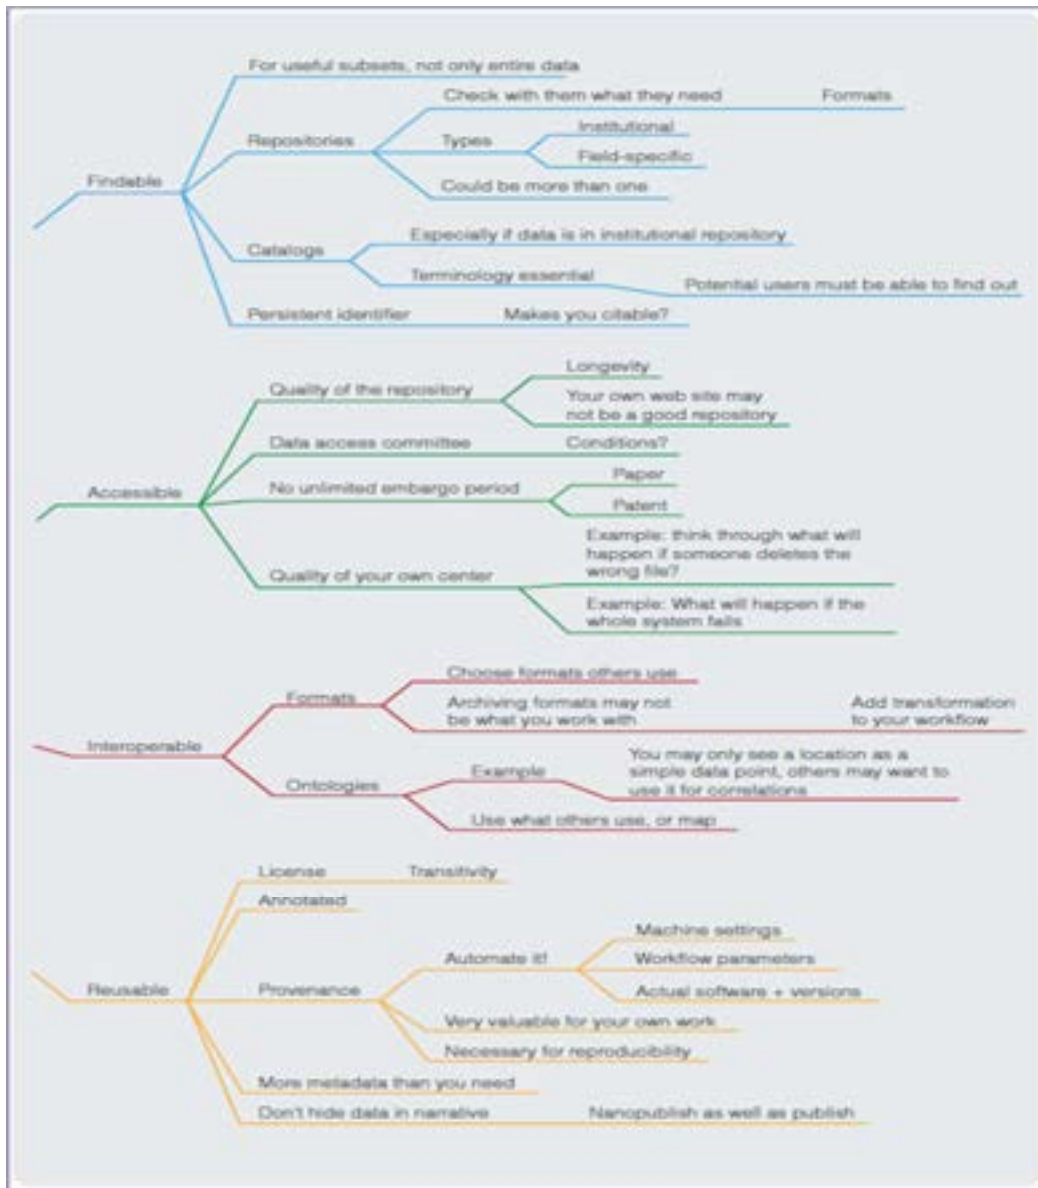 For useful subsets, not only entire data
Check with them what they need
Formats
Repositories
Types
Institutional
Field-specific
Could be more than one
Findable
Especially if data is in institutional repository
Catalogs
Terminology essential
Potential users must be able to find out
Persistent identifier
Makes you citable?
Longevity
Quality of the repository
Your own web site may
not be a good repository
Data access committee
Conditions?
Accessible
No unlimited embargo period
Paper
Patent
Example: think through what will
happen if someone deletes the
wrong file?
Quality of your own center
Example: What will happen if the
whole system fails
Choose formats others use
Formats
Archiving formats may not
be what you work with
Add transformation
to your workflow
Interoperable
You may only see a location as a
simple data point, others may want to
use it for correlations
Example
Ontologies
Use what others use, or map
License
Transitivity
Annotated
Machine settings
Automate it!
Workflow parameters
Actual software + versions
Reusable
Provenance
Very valuable for your own work
Necessary for reproducibility
More metadata than you need
Don't hide data in narrative
Nanopublish as well as publish